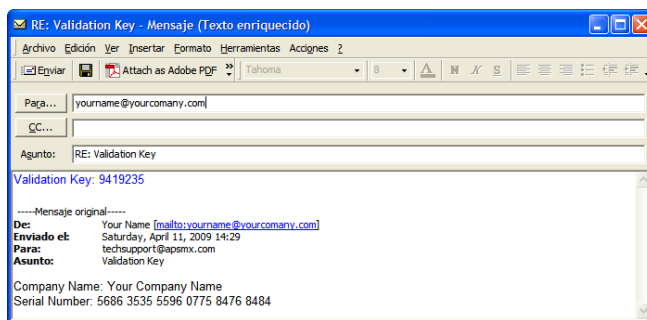 RE: Validation Key - Mensaje (Texto enriquecido)
Archivo Edición Ver Insertar Formato Herramientas Acciones ?
Enviar Attach as Adobe PDF Tahoma 8 A N K S
Para... yourname@yourcomany.com
CC...
Asunto: RE: Validation Key
Validation Key: 9419235
-----Mensaje original-----
De: Your Name [mailto:yourname@yourcomany.com]
Enviado el: Saturday, April 11, 2009 14:29
Para: techsupport@apsmx.com
Asunto: Validation Key
Company Name: Your Company Name
Serial Number: 5686 3535 5596 0775 8476 8484